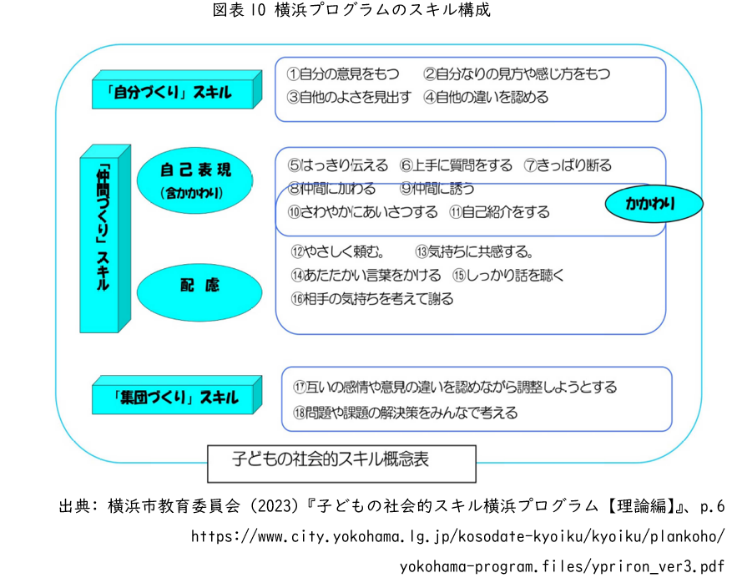 図表 10 横浜プログラムのスキル構成
「自分づくり」スキル
①自分の意見をもつ ②自分なりの見方や感じ方をもつ
③自他のよさを見出す ④自他の違いを認める
「仲間づくり」スキル
自己表現
(含かかわり)
⑤はっきり伝える ⑥上手に質問をする ⑦きっぱり断る
⑧仲間に加わる ⑨仲間に誘う
⑩さわやかにあいさつする ⑪自己紹介をする
かかわり
配慮
⑫やさしく頼む。 ⑬気持ちに共感する。
⑭あたたかい言葉をかける ⑮しっかり話を聴く
⑯相手の気持ちを考えて謝る
「集団づくり」スキル
⑰互いの感情や意見の違いを認めながら調整しようとする
⑱問題や課題の解決策をみんなで考える
子どもの社会的スキル概念表
出典: 横浜市教育委員会 (2023)『子どもの社会的スキル横浜プログラム【理論編】』、p.6
https://www.city.yokohama.lg.jp/kosodate-kyoiku/kyoiku/plankoho/
yokohama-program.files/ypriron_ver3.pdf